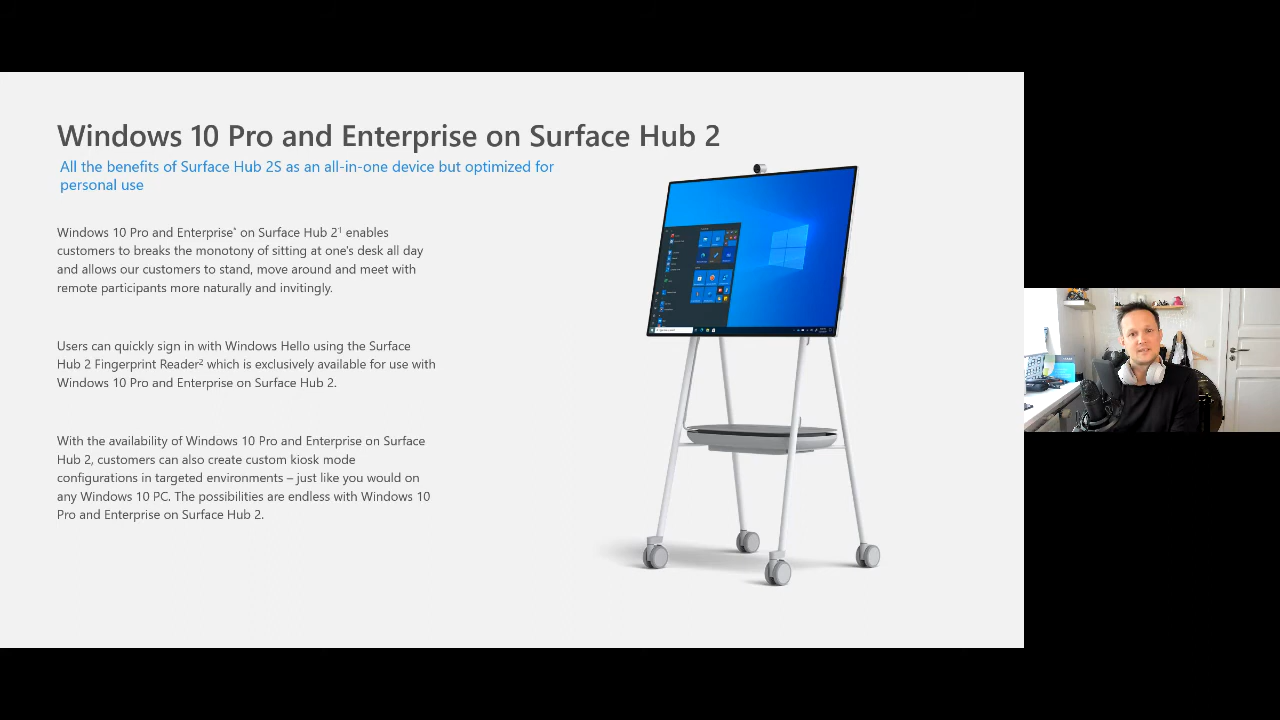 Windows 10 Pro and Enterprise on Surface Hub 2
All the benefits of Surface Hub 2S as an all-in-one device but optimized for
personal use
Windows 10 Pro and Enterprise* on Surface Hub 2¹ enables
customers to breaks the monotony of sitting at one's desk all day
and allows our customers to stand, move around and meet with
remote participants more naturally and invitingly.
Users can quickly sign in with Windows Hello using the Surface
Hub 2 Fingerprint Reader² which is exclusively available for use with
Windows 10 Pro and Enterprise on Surface Hub 2.
With the availability of Windows 10 Pro and Enterprise on Surface
Hub 2, customers can also create custom kiosk mode
configurations in targeted environments – just like you would on
any Windows 10 PC. The possibilities are endless with Windows 10
Pro and Enterprise on Surface Hub 2.